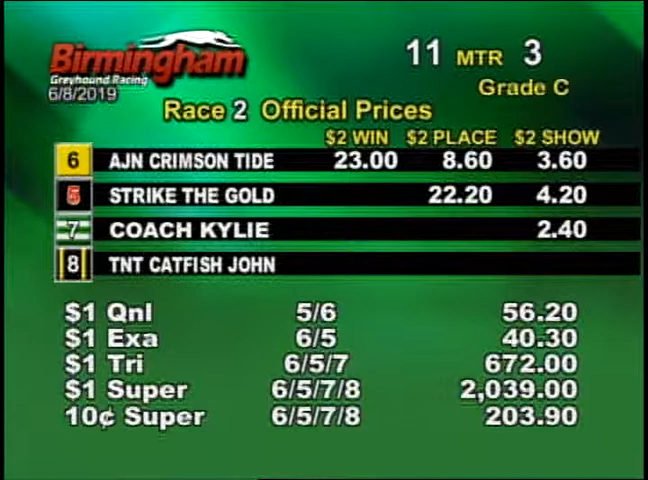 Birmingham
Greyhound Racing
6/8/2019
11 MTR 3
Grade C
Race 2 Official Prices
$2 WIN $2 PLACE $2 SHOW
6 AJN CRIMSON TIDE 23.00 8.60 3.60
5 STRIKE THE GOLD 22.20 4.20
7 COACH KYLIE 2.40
8 TNT CATFISH JOHN
$1 Qnl 5/6 56.20
$1 Exa 6/5 40.30
$1 Tri 6/5/7 672.00
$1 Super 6/5/7/8 2,039.00
10¢ Super 6/5/7/8 203.90